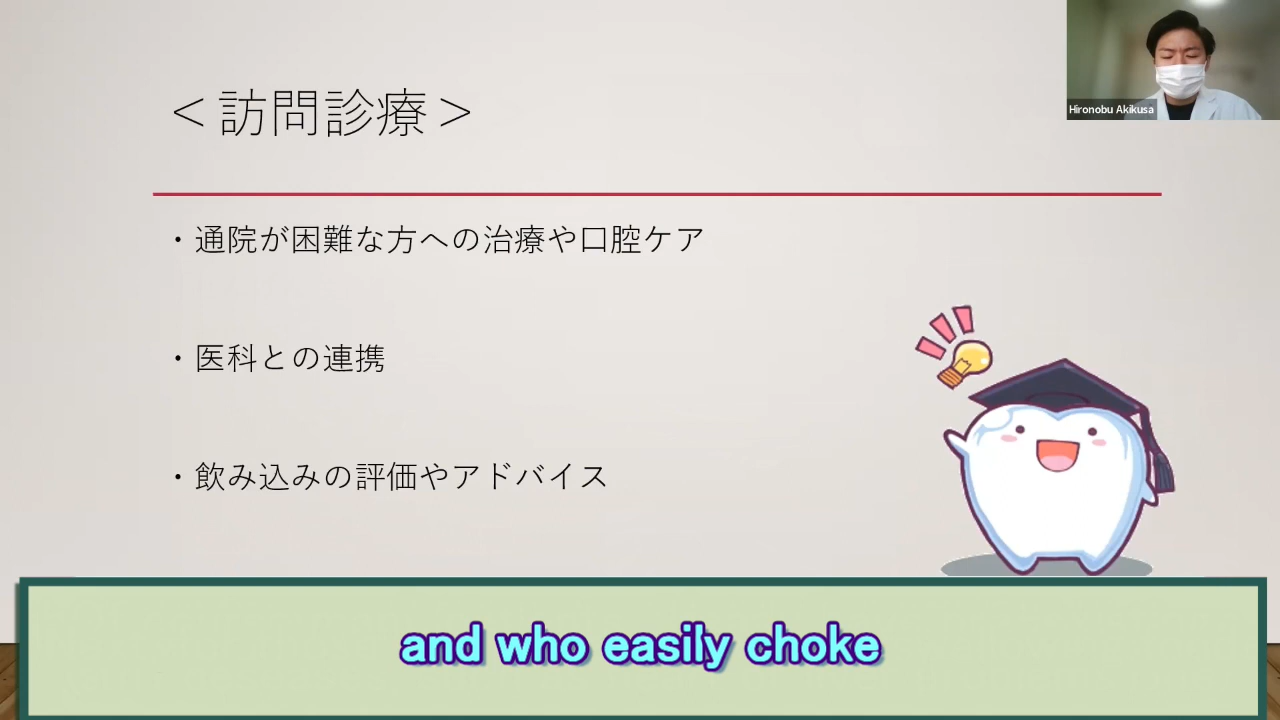 ＜訪問診療＞
Hironobu Akikusa
・通院が困難な方への治療や口腔ケア
・医科との連携
・飲み込みの評価やアドバイス
and who easily choke